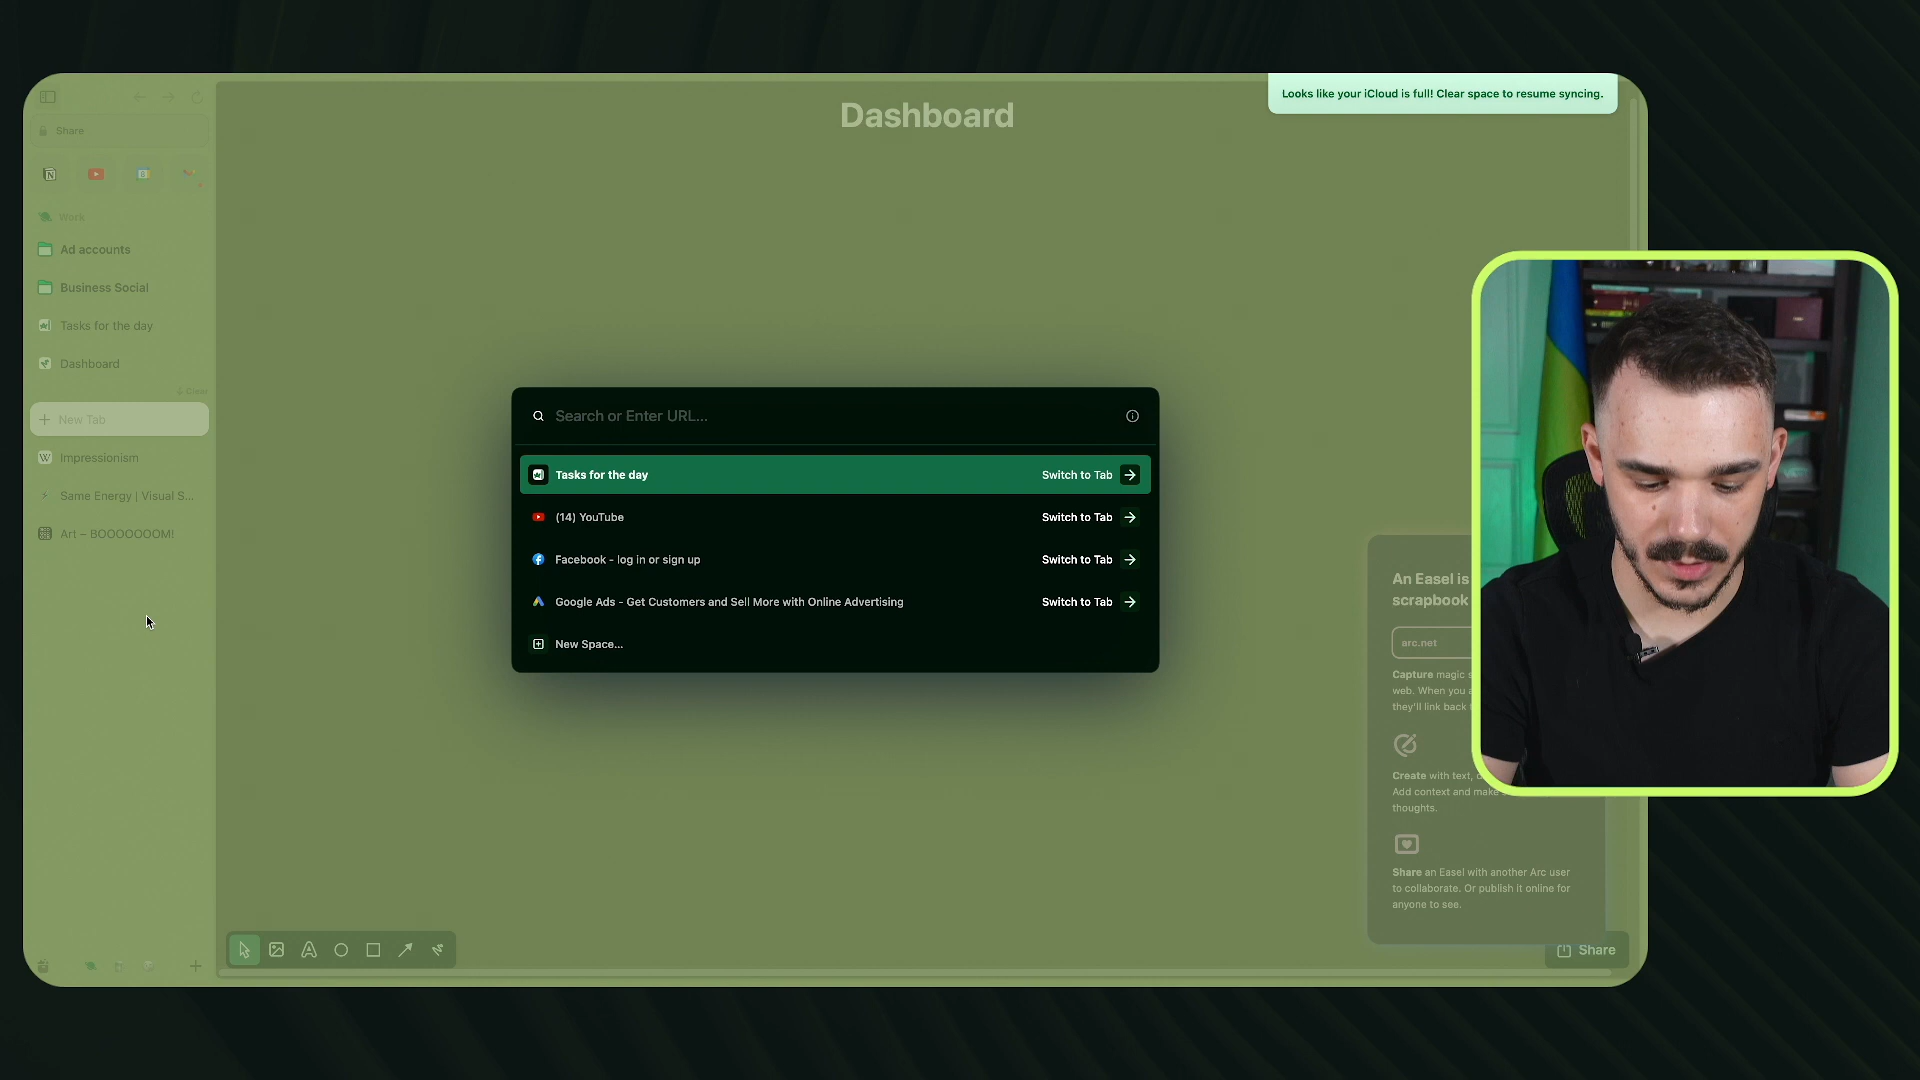 Share
Work
Ad accounts
Business Social
Tasks for the day
Dashboard
Clear
New Tab
Impressionism
Same Energy | Visual S...
Art – BOOOOOOOM!
Dashboard
Looks like your iCloud is full! Clear space to resume syncing.
Search or Enter URL...
Tasks for the day Switch to Tab
(14) YouTube Switch to Tab
Facebook - log in or sign up Switch to Tab
Google Ads - Get Customers and Sell More with Online Advertising Switch to Tab
New Space...
An Easel is
scrapbook
arc.net
Capture magic
web. When you
they'll link back
Create with text,
Add context and make
thoughts.
Share an Easel with another Arc user
to collaborate. Or publish it online for
anyone to see.
Share